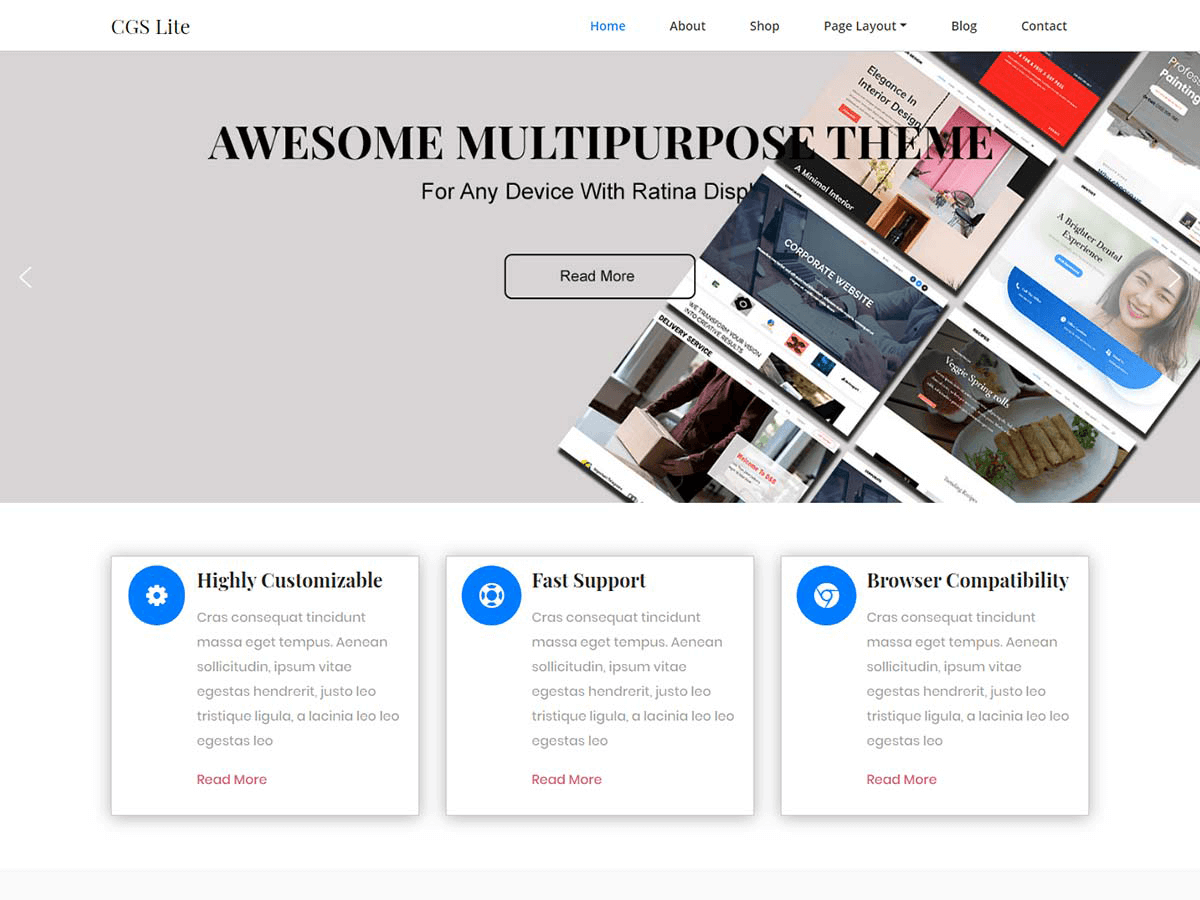 CGS Lite
Home About Shop Page Layout Blog Contact
AWESOME MULTIPURPOSE THEME
For Any Device With Ratina
Read More
Elegance In
Interior Design
A Minimal Interior
CORPORATE WEBSITE
WE TRANSFORM YOUR VISION
INTO CREATIVE RESULTS
DELIVERY SERVICE
Welcome To D&B
Painting
A Brighter Dental
Experience
RECIPES
Veggie Spring rolls
Trending Recipes
Highly Customizable
Cras consequat tincidunt
massa eget tempus. Aenean
sollicitudin, ipsum vitae
egestas hendrerit, justo leo
tristique ligula, a lacinia leo leo
egestas leo
Read More
Fast Support
Cras consequat tincidunt
massa eget tempus. Aenean
sollicitudin, ipsum vitae
egestas hendrerit, justo leo
tristique ligula, a lacinia leo leo
egestas leo
Read More
Browser Compatibility
Cras consequat tincidunt
massa eget tempus. Aenean
sollicitudin, ipsum vitae
egestas hendrerit, justo leo
tristique ligula, a lacinia leo leo
egestas leo
Read More